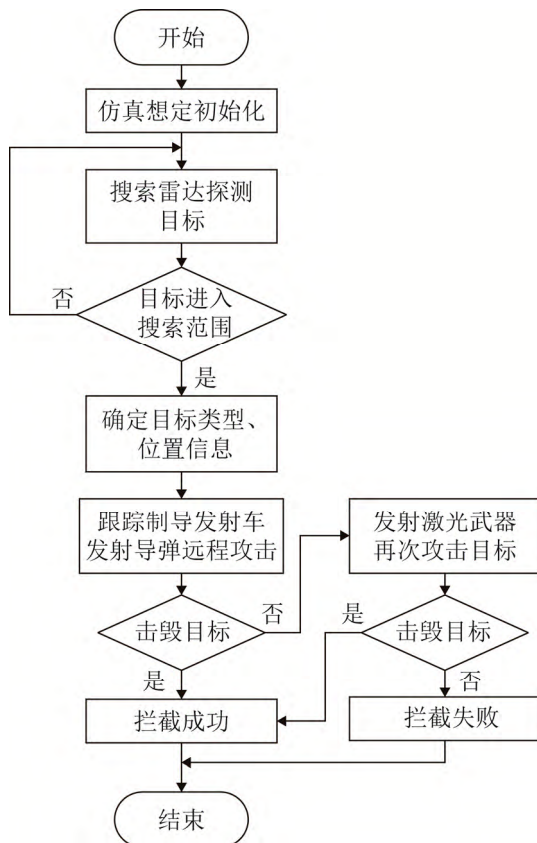 开始
仿真想定初始化
搜索雷达探测
目标
目标进入
搜索范围
否
是
确定目标类型、
位置信息
跟踪制导发射车
发射导弹远程攻击
发射激光武器
再次攻击目标
击毁目标
否
是
击毁目标
是
否
拦截成功
拦截失败
结束